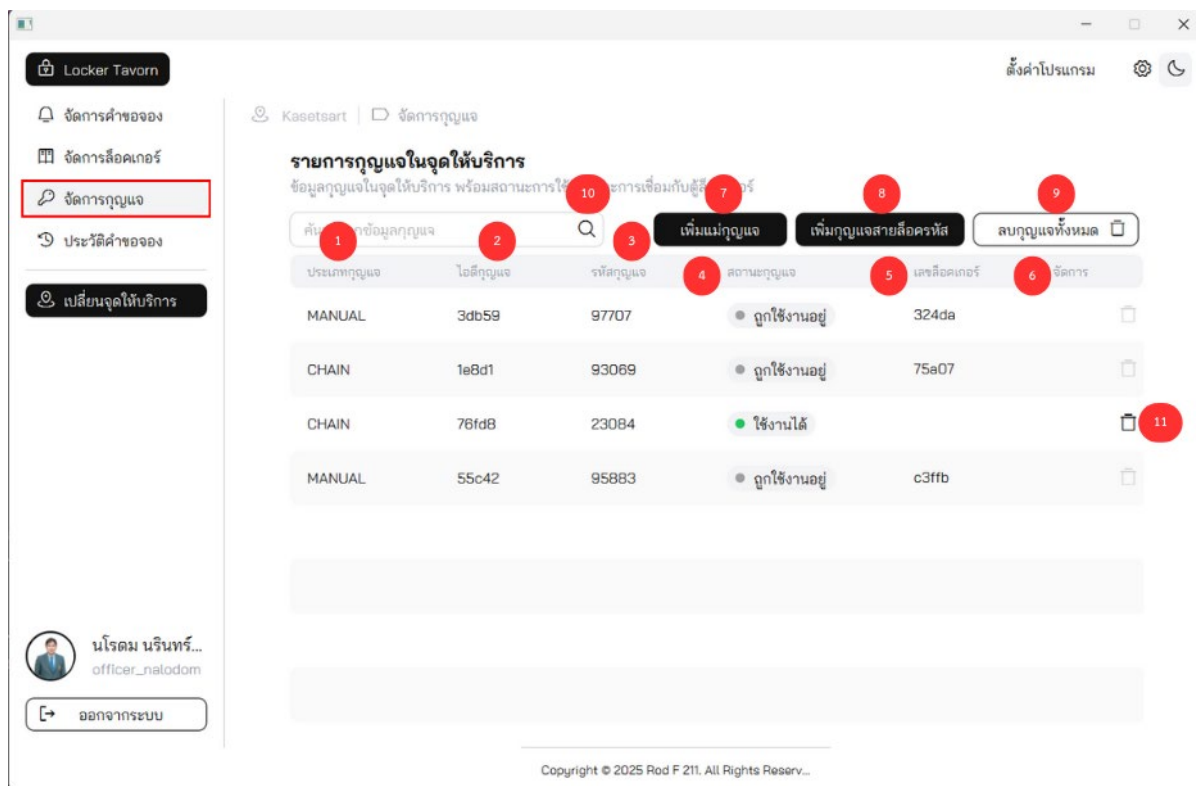 Locker Tavorn
ตั้งค่าโปรแกรม
จัดการคำขอจอง
จัดการล็อคเกอร์
จัดการกุญแจ
ประวัติคำขอจอง
เปลี่ยนจุดให้บริการ
Kasetsart จัดการกุญแจ
รายการกุญแจในจุดให้บริการ
ข้อมูลกุญแจในจุดให้บริการ พร้อมสถานะการใช้
10 7 8 9
เพิ่มแม่กุญแจ เพิ่มกุญแจสายล็อครหัส ลบกุญแจทั้งหมด
1 2 3
ประเภทกุญแจ ไอดีกุญแจ รหัสกุญแจ 4 สถานะกุญแจ 5 เลขล็อคเกอร์ 6 จัดการ
MANUAL 3db59 97707 ถูกใช้งานอยู่ 324da
CHAIN 1e8d1 93069 ถูกใช้งานอยู่ 75a07
CHAIN 76fd8 23084 ใช้งานได้ 11
MANUAL 55c42 95883 ถูกใช้งานอยู่ c3ffb
นโรดม นรินทร์...
officer_nalodom
ออกจากระบบ
Copyright © 2025 Rod F 211. All Rights Reserv...